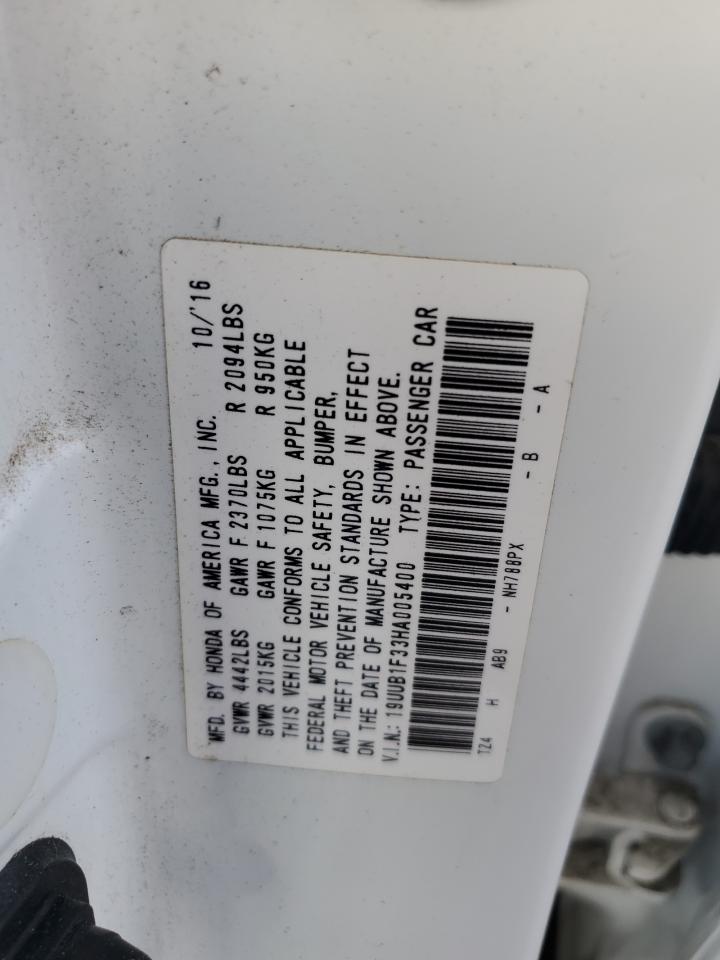 MFD. BY HONDA OF AMERICA MFG., INC. 10/'16
GVWR 4442LBS GAWR F 2370LBS R 2094LBS
GVWR 2015KG GAWR F 1075KG R 950KG
THIS VEHICLE CONFORMS TO ALL APPLICABLE
FEDERAL MOTOR VEHICLE SAFETY, BUMPER,
AND THEFT PREVENTION STANDARDS IN EFFECT
ON THE DATE OF MANUFACTURE SHOWN ABOVE.
V.I.N.: 19UUB1F33HA005400 TYPE: PASSENGER CAR
TZ4 H AB9 - NH788PX - B - A